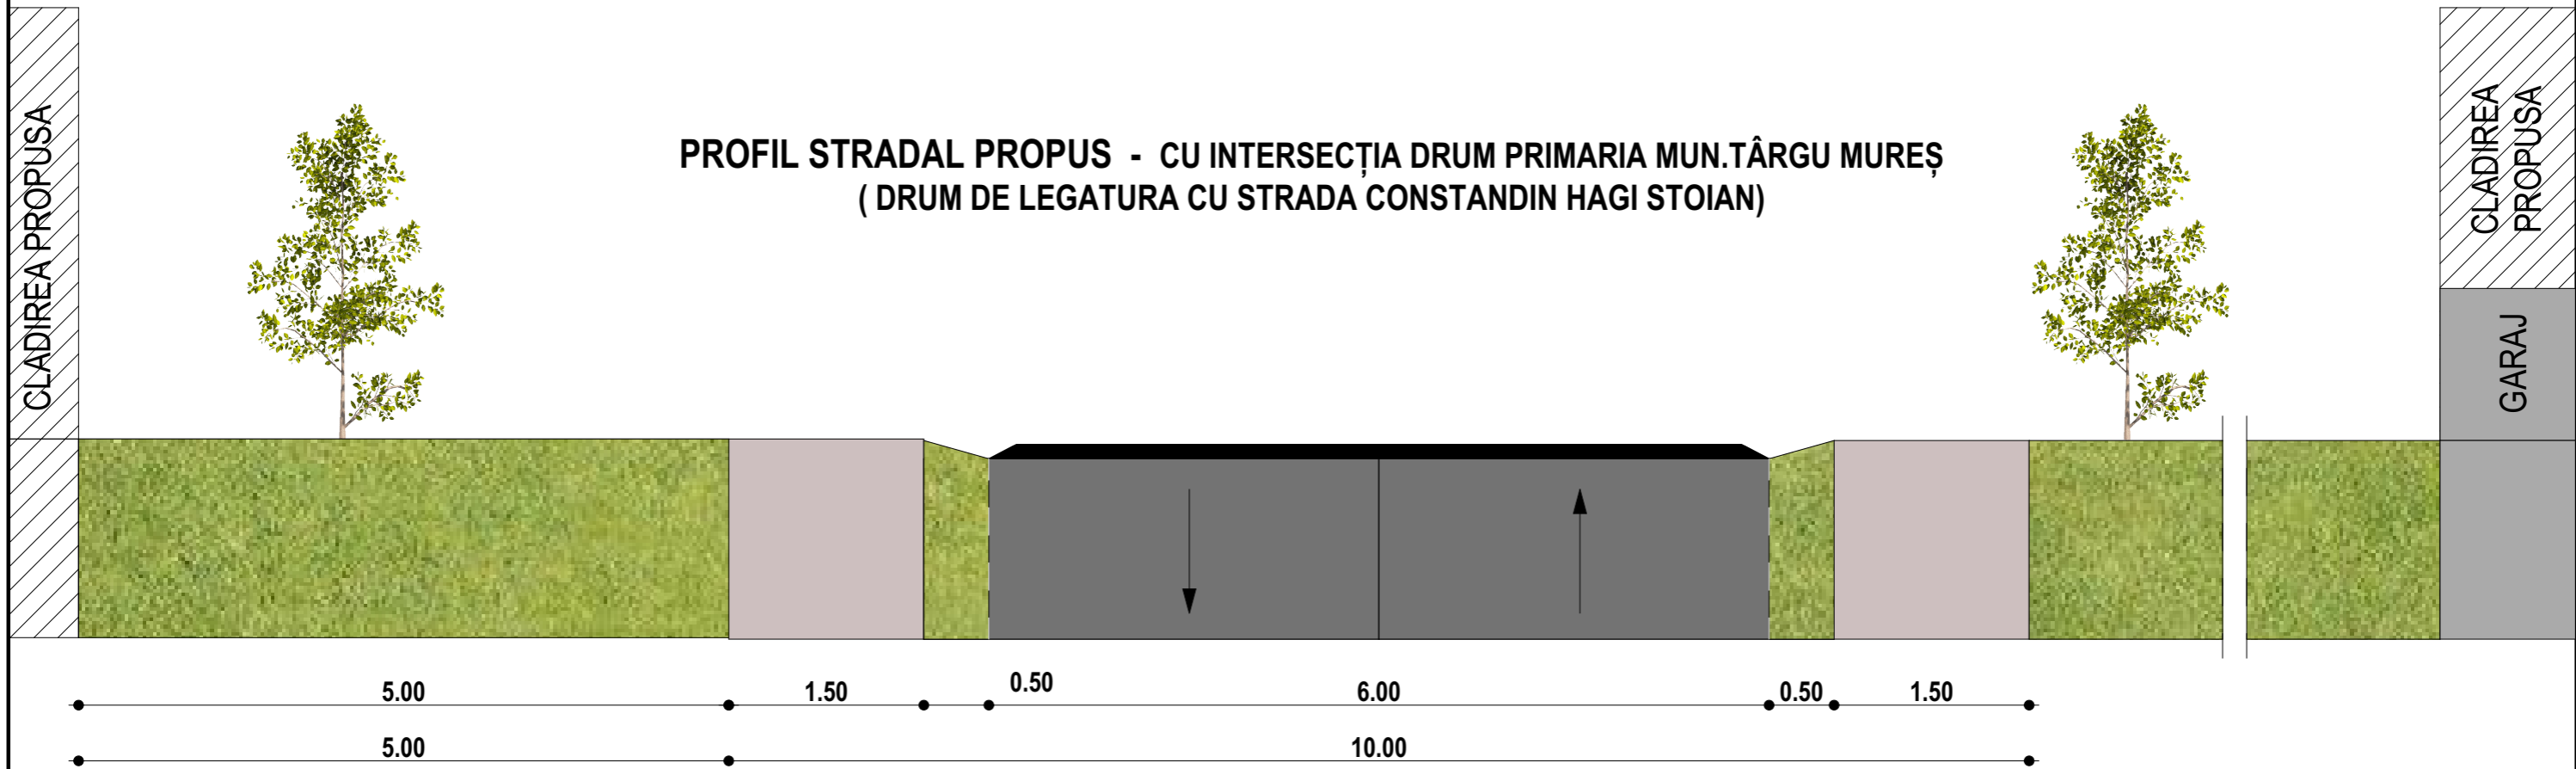 PROFIL STRADAL PROPUS - CU INTERSECȚIA DRUM PRIMARIA MUN.TÂRGU MUREȘ
( DRUM DE LEGATURA CU STRADA CONSTANDIN HAGI STOIAN)
CLADIREA PROPUSA
CLADIREA
PROPUSA
GARAJ
5.00 1.50 0.50 6.00 0.50 1.50
5.00 10.00